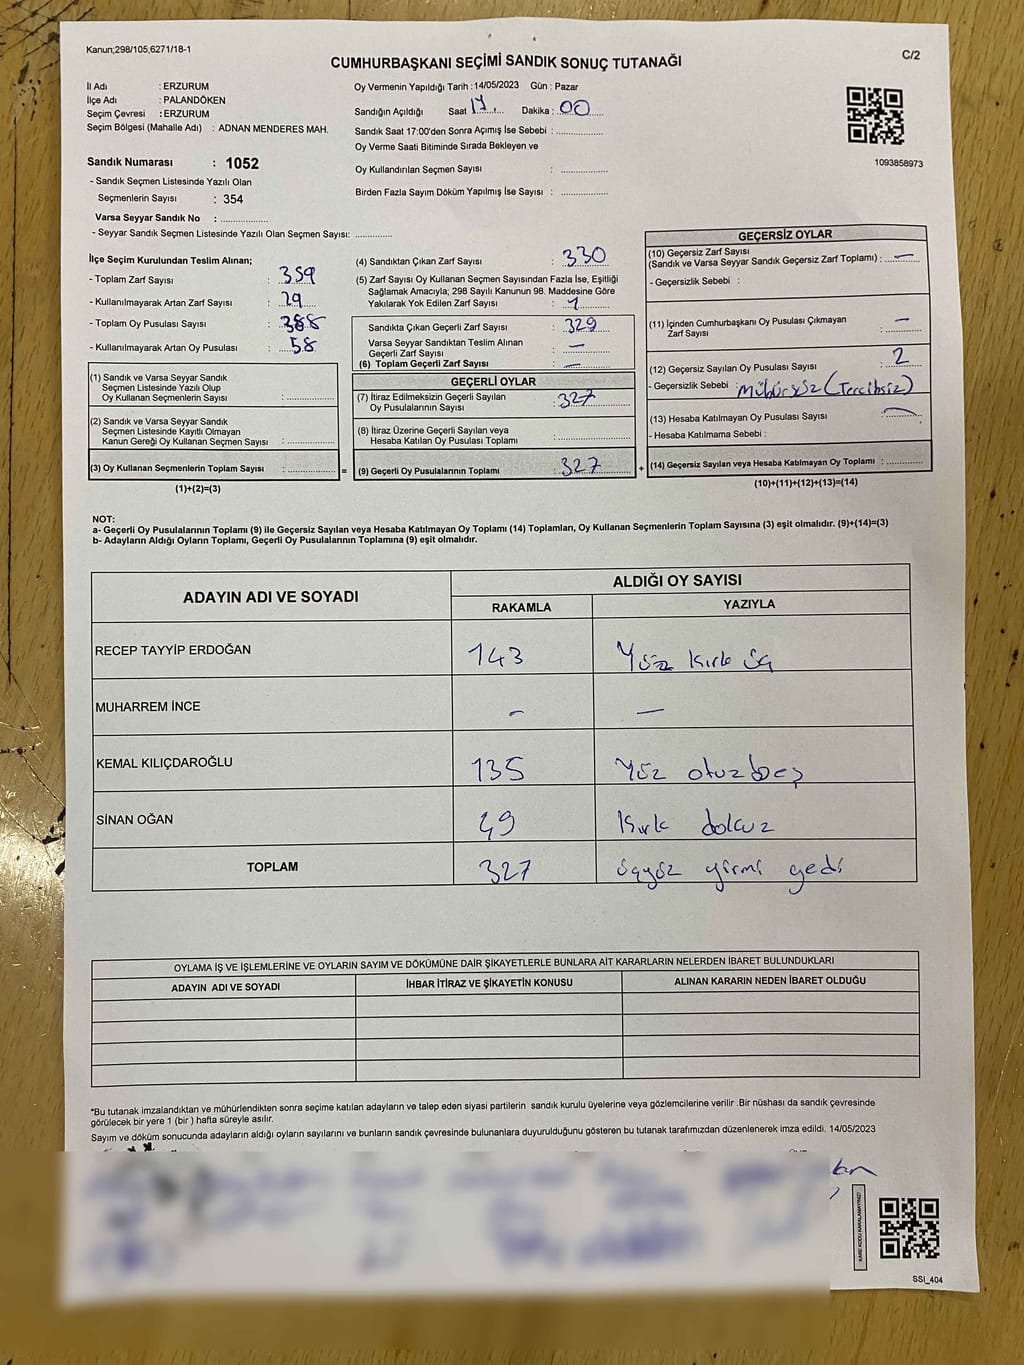 Kanun;298/105,6271/18-1
C/2
CUMHURBAŞKANI SEÇİMİ SANDIK SONUÇ TUTANAĞI
İl Adı : ERZURUM
İlçe Adı : PALANDÖKEN
Seçim Çevresi : ERZURUM
Seçim Bölgesi (Mahalle Adı) : ADNAN MENDERES MAH.
Sandık Numarası : 1052
- Sandık Seçmen Listesinde Yazılı Olan
Seçmenlerin Sayısı : 354
Varsa Seyyar Sandık No : ....................
- Seyyar Sandık Seçmen Listesinde Yazılı Olan Seçmen Sayısı: ...............
Oy Vermenin Yapıldığı Tarih : 14/05/2023 Gün : Pazar
Sandığın Açıldığı Saat 17 Dakika : 00
Sandık Saat 17:00'den Sonra Açımış İse Sebebi : ....................
Oy Verme Saati Bitiminde Sırada Bekleyen ve
Oy Kullandırılan Seçmen Sayısı : ....................
Birden Fazla Sayım Döküm Yapılmış İse Sayısı : ....................
1093858973
İlçe Seçim Kurulundan Teslim Alınan;
- Toplam Zarf Sayısı : 359
- Kullanılmayarak Artan Zarf Sayısı : 29
- Toplam Oy Pusulası Sayısı : 388
- Kullanılmayarak Artan Oy Pusulası : 58
(1) Sandık ve Varsa Seyyar Sandık
Seçmen Listesinde Yazılı Olup
Oy Kullanan Seçmenlerin Sayısı : ....................
(2) Sandık ve Varsa Seyyar Sandık
Seçmen Listesinde Kayıtlı Olmayan
Kanun Gereği Oy Kullanan Seçmen Sayısı : ....................
(3) Oy Kullanan Seçmenlerin Toplam Sayısı : .................... =
(1)+(2)=(3)
(4) Sandıktan Çıkan Zarf Sayısı : 330
(5) Zarf Sayısı Oy Kullanan Seçmen Sayısından Fazla İse, Eşitliği
Sağlamak Amacıyla; 298 Sayılı Kanunun 98. Maddesine Göre
Yakılarak Yok Edilen Zarf Sayısı : 1
Sandıkta Çıkan Geçerli Zarf Sayısı : 329
Varsa Seyyar Sandıktan Teslim Alınan
Geçerli Zarf Sayısı : —
(6) Toplam Geçerli Zarf Sayısı : —
GEÇERLİ OYLAR
(7) İtiraz Edilmeksizin Geçerli Sayılan
Oy Pusulalarının Sayısı : 327
(8) İtiraz Üzerine Geçerli Sayılan veya
Hesaba Katılan Oy Pusulası Toplamı : ....................
(9) Geçerli Oy Pusulalarının Toplamı : 327 +
GEÇERSİZ OYLAR
(10) Geçersiz Zarf Sayısı
(Sandık ve Varsa Seyyar Sandık Geçersiz Zarf Toplamı) : —
- Geçersizlik Sebebi :
(11) İçinden Cumhurbaşkanı Oy Pusulası Çıkmayan
Zarf Sayısı : —
(12) Geçersiz Sayılan Oy Pusulası Sayısı : 2
- Geçersizlik Sebebi : mühürsüz (Tercihsiz)
(13) Hesaba Katılmayan Oy Pusulası Sayısı : —
- Hesaba Katılmama Sebebi :
(14) Geçersiz Sayılan veya Hesaba Katılmayan Oy Toplamı : ............
(10)+(11)+(12)+(13)=(14)
NOT:
a- Geçerli Oy Pusulalarının Toplamı (9) ile Geçersiz Sayılan veya Hesaba Katılmayan Oy Toplamı (14) Toplamları, Oy Kullanan Seçmenlerin Toplam Sayısına (3) eşit olmalıdır. (9)+(14)=(3)
b- Adayların Aldığı Oyların Toplamı, Geçerli Oy Pusulalarının Toplamına (9) eşit olmalıdır.
ADAYIN ADI VE SOYADI ALDIĞI OY SAYISI
RAKAMLA YAZIYLA
RECEP TAYYİP ERDOĞAN 143 Yüz kırk üç
MUHARREM İNCE - —
KEMAL KILIÇDAROĞLU 135 Yüz otuzbeş
SİNAN OĞAN 49 Kırk dokuz
TOPLAM 327 üçyüz yirmi yedi
OYLAMA İŞ VE İŞLEMLERİNE VE OYLARIN SAYIM VE DÖKÜMÜNE DAİR ŞİKAYETLERLE BUNLARA AİT KARARLARIN NELERDEN İBARET BULUNDUKLARI
ADAYIN ADI VE SOYADI İHBAR İTİRAZ VE ŞİKAYETİN KONUSU ALINAN KARARIN NEDEN İBARET OLDUĞU
*Bu tutanak imzalandıktan ve mühürlendikten sonra seçime katılan adayların ve talep eden siyasi partilerin sandık kurulu üyelerine veya gözlemcilerine verilir .Bir nüshası da sandık çevresinde
görülecek bir yere 1 (bir ) hafta süreyle asılır.
Sayım ve döküm sonucunda adayların aldığı oyların sayılarını ve bunların sandık çevresinde bulunanlara duyurulduğunu gösteren bu tutanak tarafımızdan düzenlenerek imza edildi. 14/05/2023
SSI_404